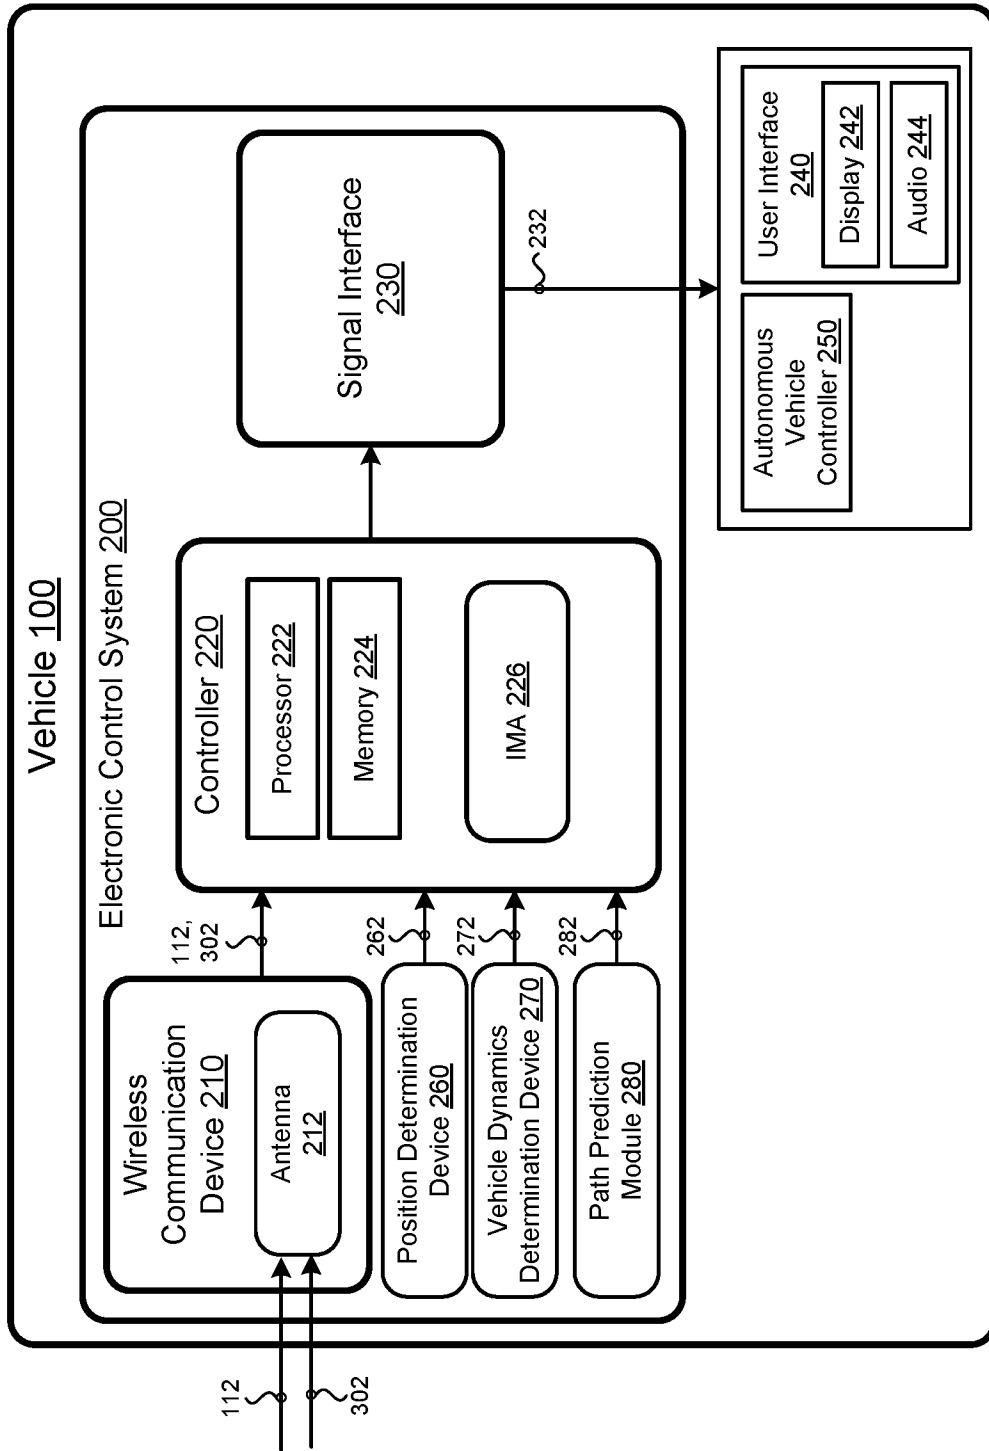 Vehicle 100
Electronic Control System 200
Wireless
Communication
Device 210
Antenna
212
112,
302
Controller 220
Processor 222
Memory 224
IMA 226
Signal Interface
230
232
Position Determination
Device 260
262
Vehicle Dynamics
Determination Device 270
272
Path Prediction
Module 280
282
112
302
Autonomous
Vehicle
Controller 250
User Interface
240
Display 242
Audio 244